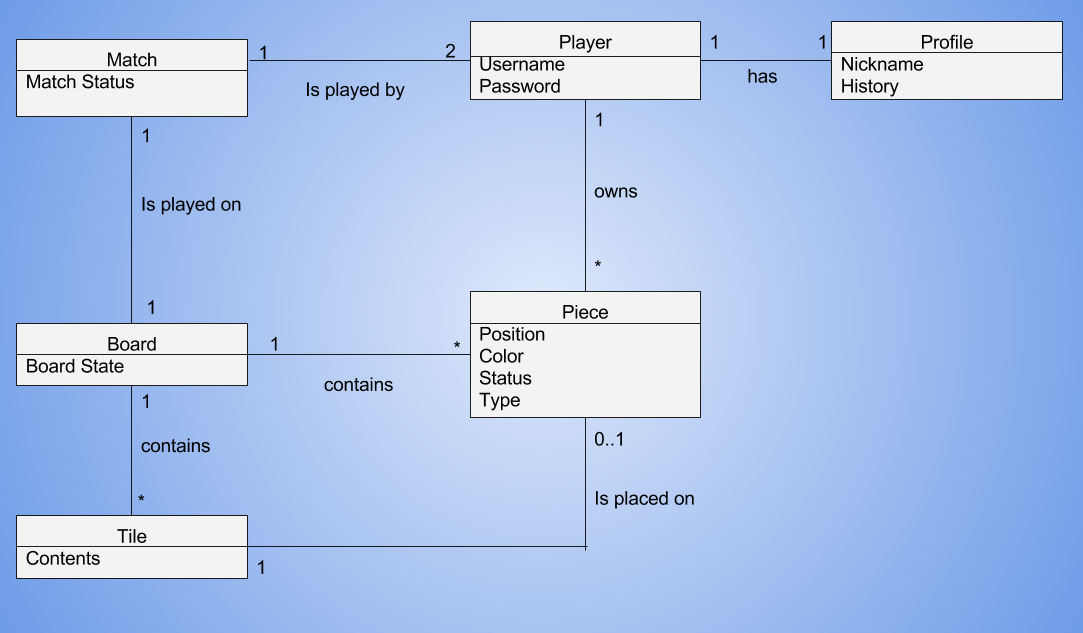 Match
Match Status
1
2
Is played by
Player
Username
Password
1
1
has
Profile
Nickname
History
1
Is played on
1
1
owns
*
Board
Board State
1
*
contains
Piece
Position
Color
Status
Type
1
contains
*
0..1
Is placed on
Tile
Contents
1